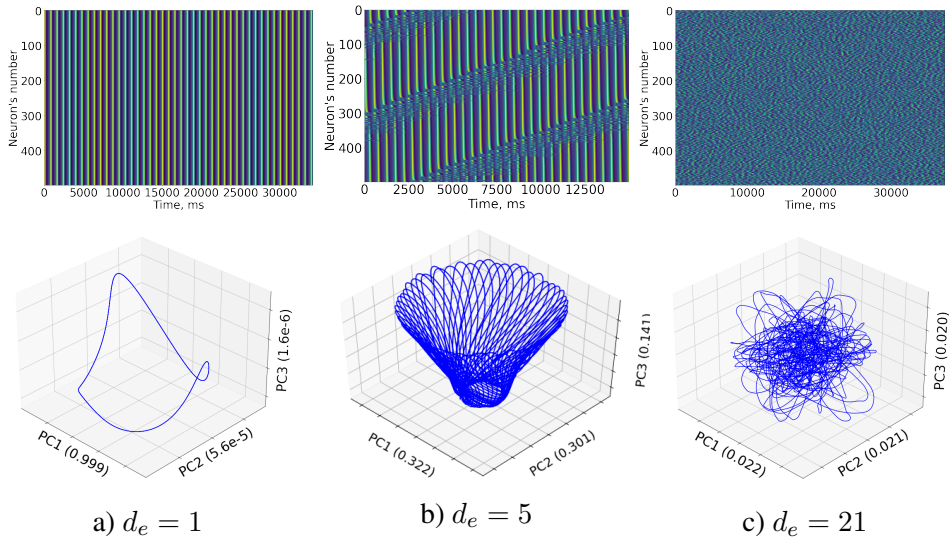 0
100
200
300
400
Neuron's number
0 5000 10000 15000 20000 25000 30000
Time, ms
0
100
200
300
400
Neuron's number
0 2500 5000 7500 10000 12500
Time, ms
0
100
200
300
400
Neuron's number
0 10000 20000 30000
Time, ms
PC1 (0.999)
PC2 (5.6e-5)
PC3 (1.6e-6)
PC1 (0.322)
PC2 (0.301)
PC3 (0.141)
PC1 (0.022)
PC2 (0.021)
PC3 (0.020)
a) d_e = 1
b) d_e = 5
c) d_e = 21